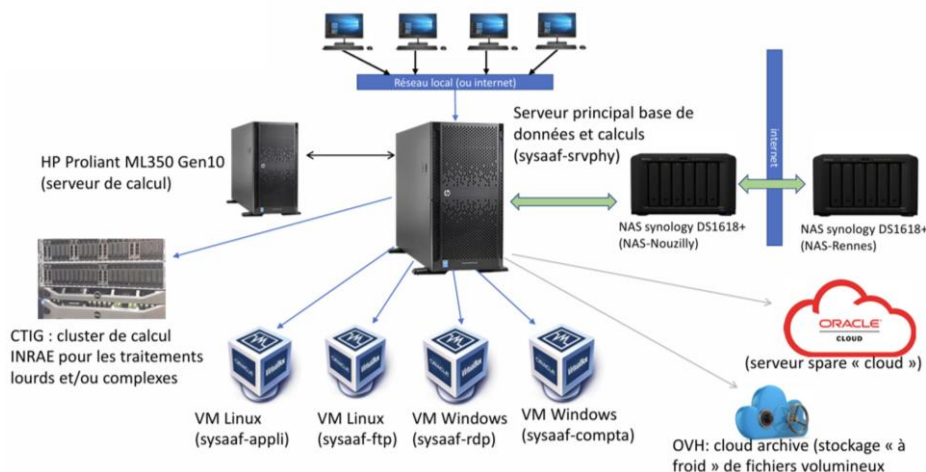 Réseau local (ou internet)
Serveur principal base de
données et calculs
(sysaaf-srvphy)
HP Proliant ML350 Gen10
(serveur de calcul)
internet
NAS synology DS1618+
(NAS-Nouzilly)
NAS synology DS1618+
(NAS-Rennes)
CTIG : cluster de calcul
INRAE pour les traitements
lourds et/ou complexes
ORACLE
CLOUD
(serveur spare « cloud »)
VM Linux
(sysaaf-appli)
VM Linux
(sysaaf-ftp)
VM Windows
(sysaaf-rdp)
VM Windows
(sysaaf-compta)
OVH: cloud archive (stockage « à
froid » de fichiers volumineux